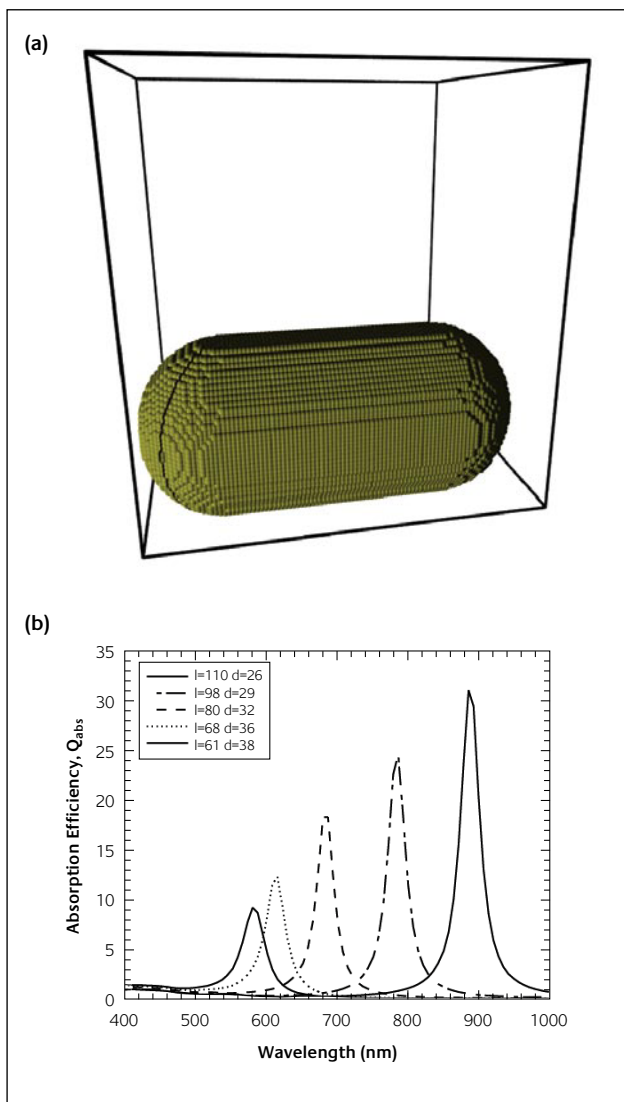 (a)
(b)
35
30
25
20
15
10
5
0
Absorption Efficiency, Qabs
l=110 d=26
l=98 d=29
l=80 d=32
l=68 d=36
l=61 d=38
400 500 600 700 800 900 1000
Wavelength (nm)